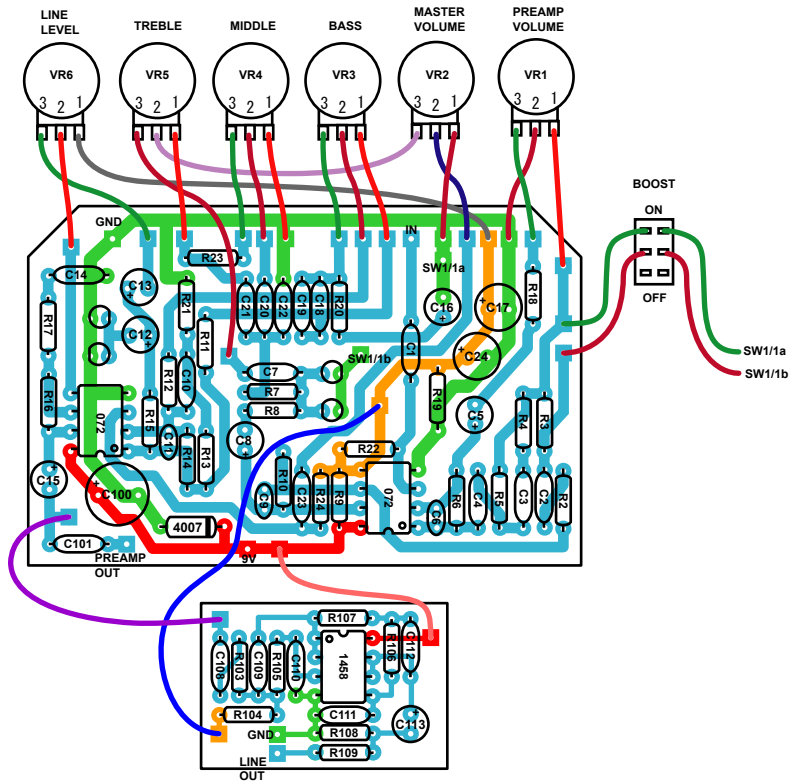 LINE LEVEL
TREBLE
MIDDLE
BASS
MASTER VOLUME
PREAMP VOLUME
VR6
VR5
VR4
VR3
VR2
VR1
3 2 1
3 2 1
3 2 1
3 2 1
3 2 1
3 2 1
BOOST
ON
OFF
SW1/1a
SW1/1b
GND
IN
R23
SW1/1a
C14
C13
+
C12
+
R21
C21
C20
C22
C19
C18
R20
C16
+
C17
+
R18
R17
R11
C1
C24
+
SW1/1b
R12
C10
C7
R7
R8
R19
R16
072
R15
C11
R14
R13
C8
+
C5
+
R4
R3
R22
C15
+
C100
+
C9
R10
C23
R24
R9
072
C6
R6
C4
R5
C3
C2
R2
4007
C101
PREAMP OUT
9V
R107
C108
R103
C109
R105
C110
1458
R106
C112
R104
C111
C113
+
GND
R108
LINE OUT
R109